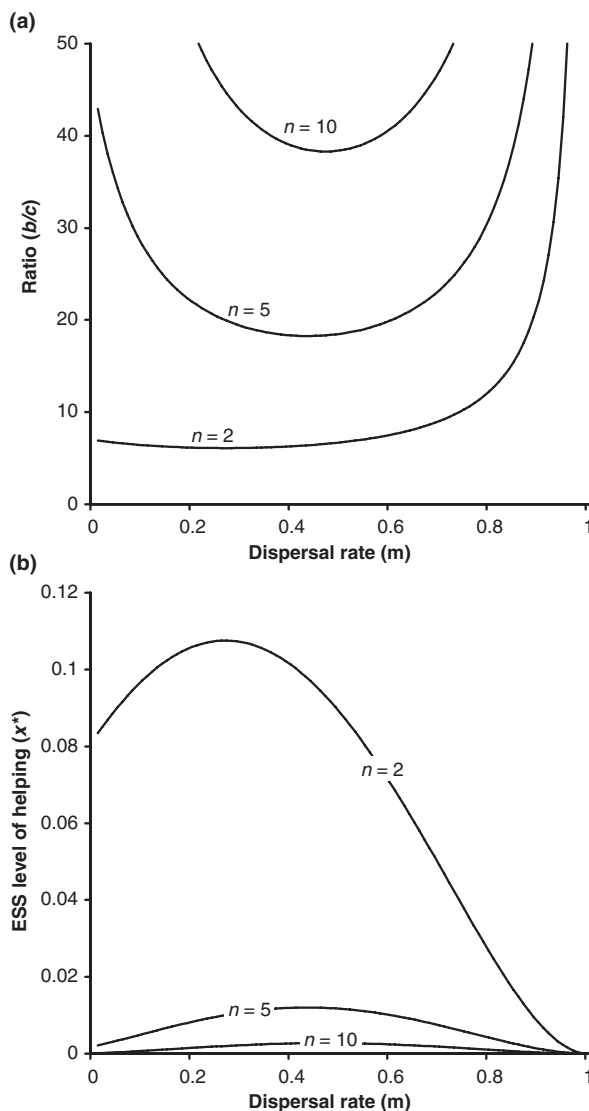 (a)
50
40
30
20
10
0
Ratio (b/c)
n = 10
n = 5
n = 2
0
0.2
0.4
0.6
0.8
1
Dispersal rate (m)
(b)
0.12
0.1
0.08
0.06
0.04
0.02
0
ESS level of helping (x*)
n = 2
n = 5
n = 10
0
0.2
0.4
0.6
0.8
1
Dispersal rate (m)